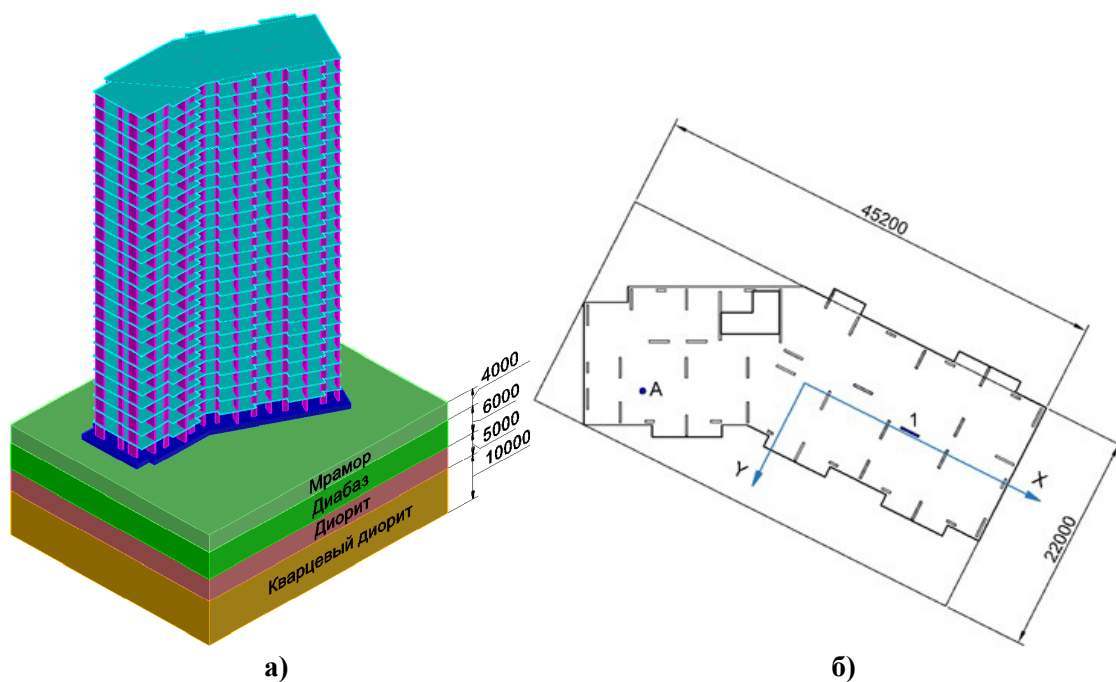 4000
6000
5000
10000
Мрамор
Диабаз
Диорит
Кварцевый диорит
а)
45200
22000
А
1
X
Y
б)